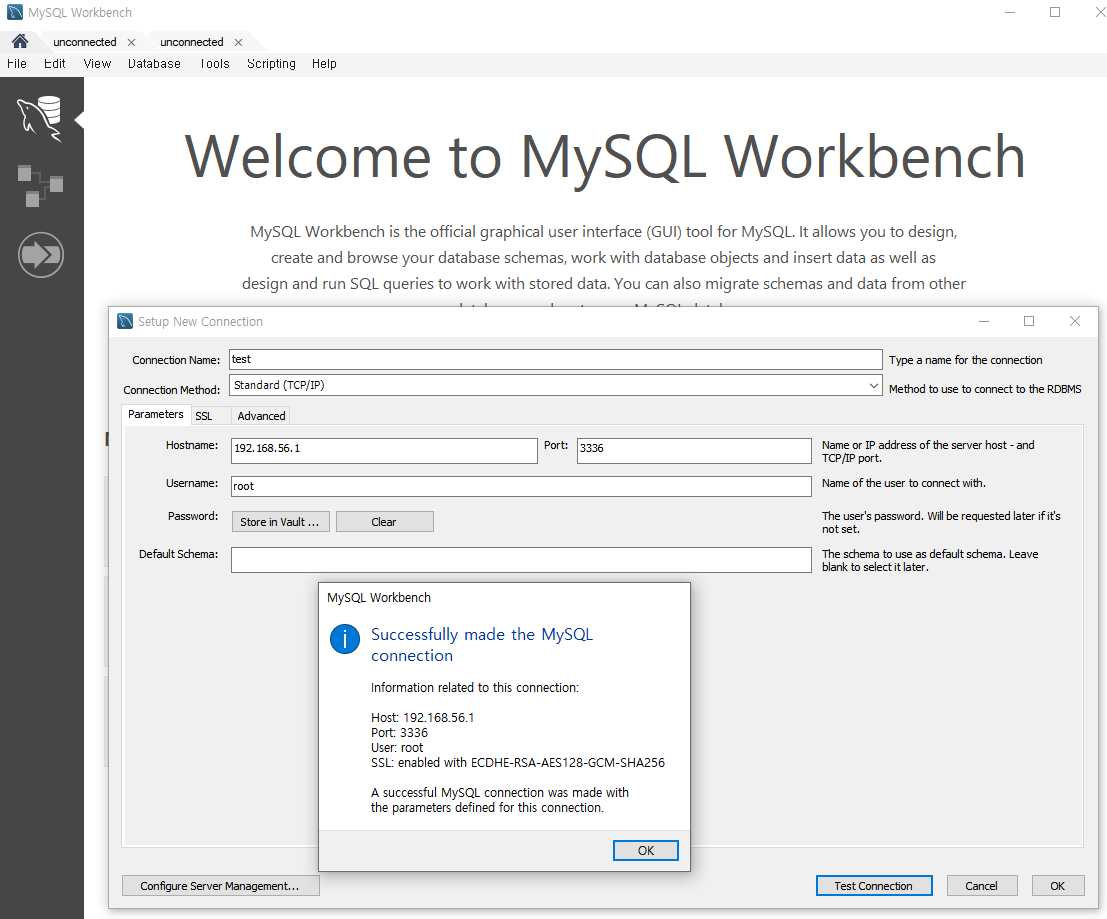 MySQL Workbench
unconnected
unconnected
File Edit View Database Tools Scripting Help
Welcome to MySQL Workbench
MySQL Workbench is the official graphical user interface (GUI) tool for MySQL. It allows you to design,
create and browse your database schemas, work with database objects and insert data as well as
design and run SQL queries to work with stored data. You can also migrate schemas and data from other
Setup New Connection
Connection Name: test Type a name for the connection
Connection Method: Standard (TCP/IP) Method to use to connect to the RDBMS
Parameters SSL Advanced
Hostname: 192.168.56.1 Port: 3336 Name or IP address of the server host - and
TCP/IP port.
Username: root Name of the user to connect with.
Password: Store in Vault ... Clear The user's password. Will be requested later if it's
not set.
Default Schema: The schema to use as default schema. Leave
blank to select it later.
MySQL Workbench
Successfully made the MySQL
connection
Information related to this connection:
Host: 192.168.56.1
Port: 3336
User: root
SSL: enabled with ECDHE-RSA-AES128-GCM-SHA256
A successful MySQL connection was made with
the parameters defined for this connection.
OK
Configure Server Management... Test Connection Cancel OK